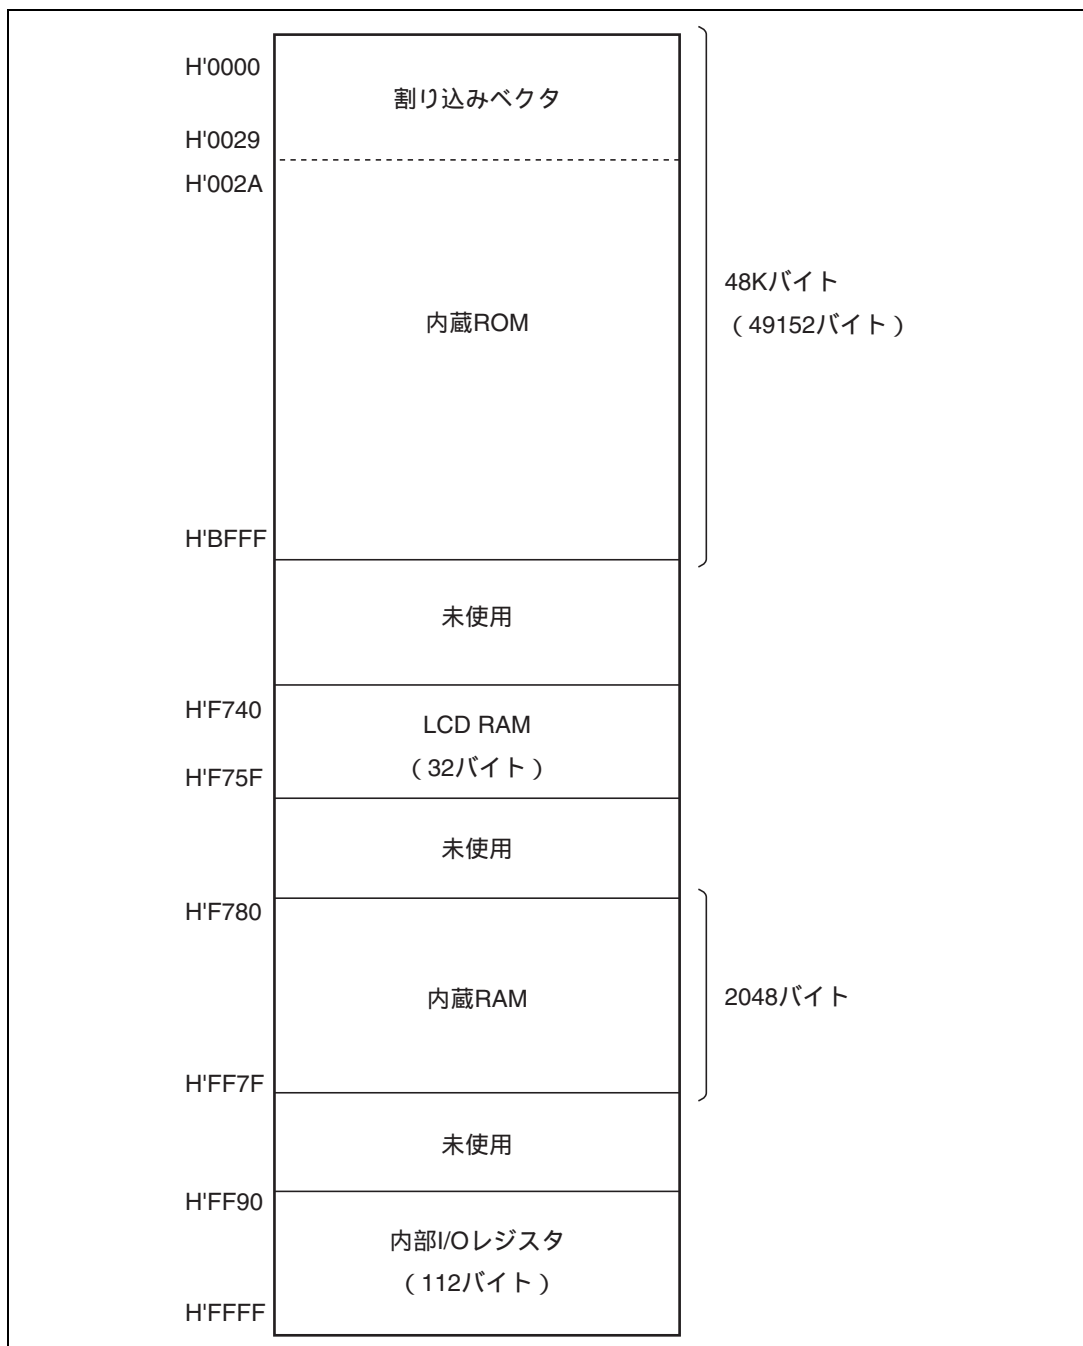 H'0000
割り込みベクタ
H'0029
H'002A
内蔵ROM
48Kバイト
（49152バイト）
H'BFFF
未使用
H'F740
LCD RAM
（32バイト）
H'F75F
未使用
H'F780
内蔵RAM
2048バイト
H'FF7F
未使用
H'FF90
内部I/Oレジスタ
（112バイト）
H'FFFF